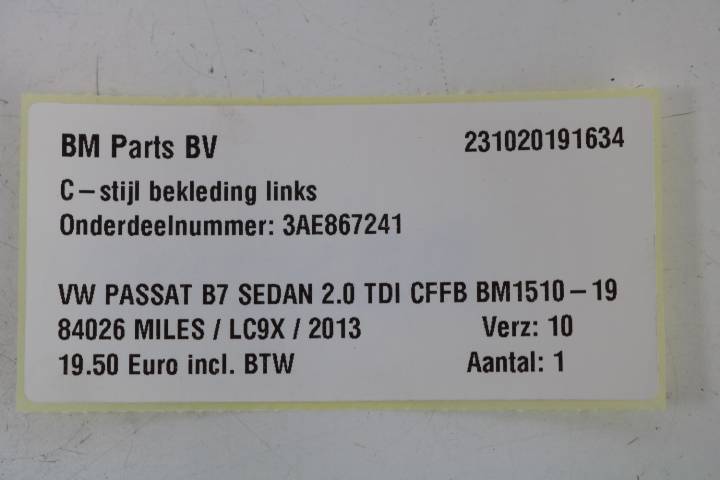 BM Parts BV 231020191634
C-stijl bekleding links
Onderdeelnummer: 3AE867241
VW PASSAT B7 SEDAN 2.0 TDI CFFB BM1510-19
84026 MILES / LC9X / 2013 Verz: 10
19.50 Euro incl. BTW Aantal: 1